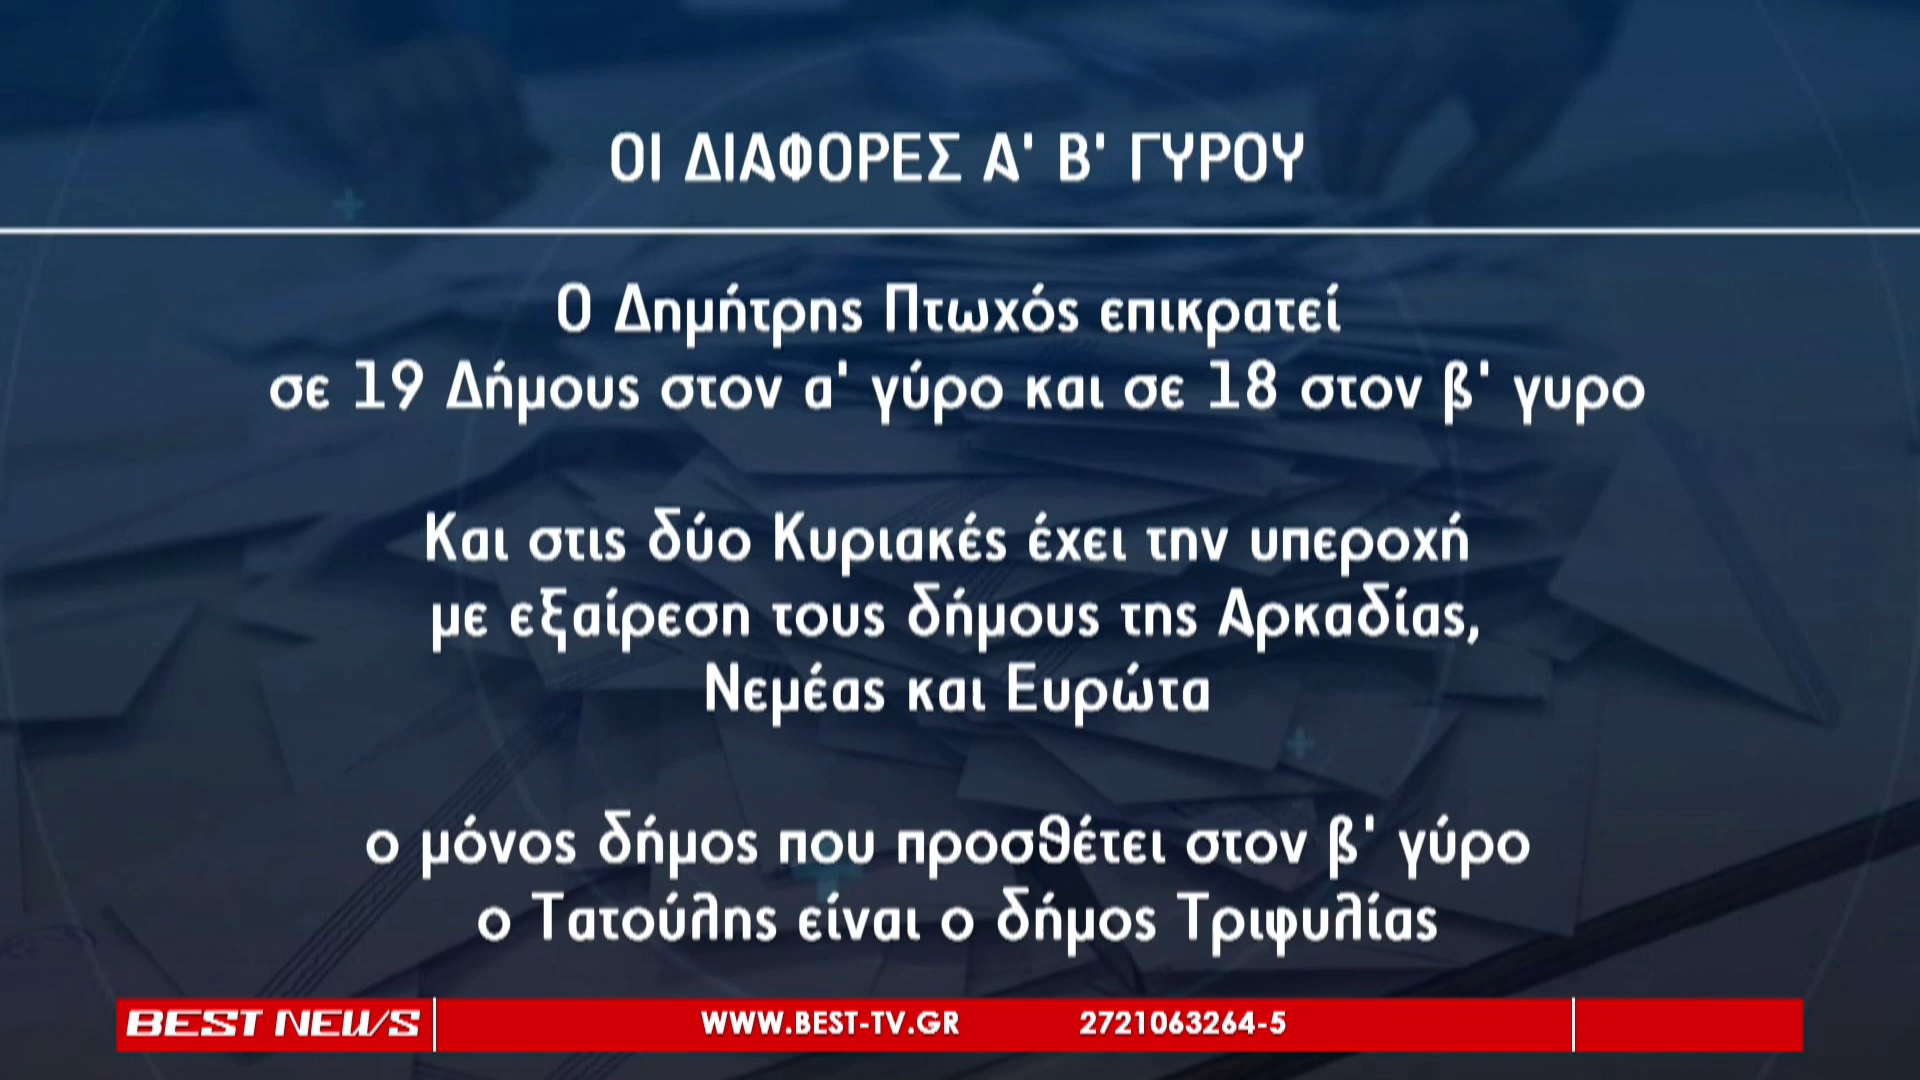 ΟΙ ΔΙΑΦΟΡΕΣ Α' Β' ΓΥΡΟΥ
Ο Δημήτρης Πτωχός επικρατεί
σε 19 Δήμους στον α' γύρο και σε 18 στον β' γυρο
Και στις δύο Κυριακές έχει την υπεροχή
με εξαίρεση τους δήμους της Αρκαδίας,
Νεμέας και Ευρώτα
ο μόνος δήμος που προσθέτει στον β' γύρο
ο Τατούλης είναι ο δήμος Τριφυλίας
BEST NEWS WWW.BEST-TV.GR 2721063264-5